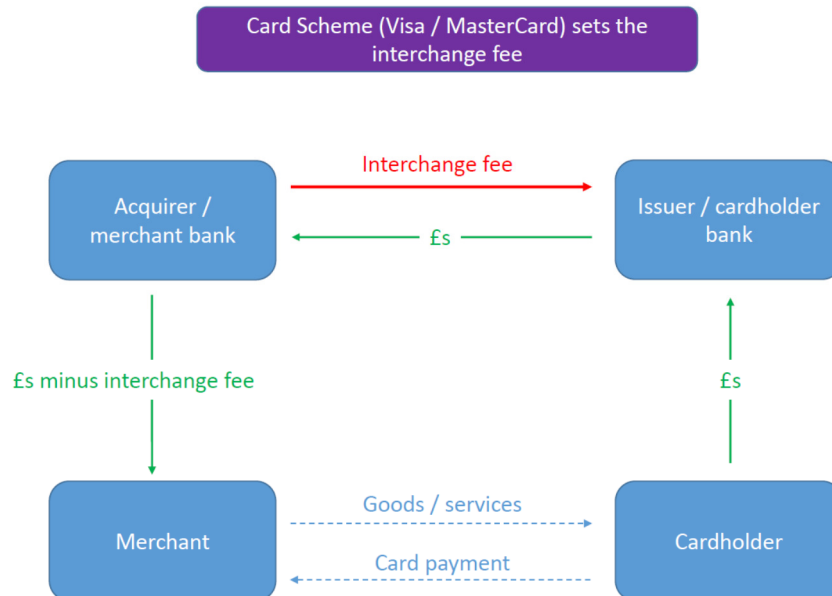 Card Scheme (Visa / MasterCard) sets the
interchange fee
Interchange fee
Acquirer /
merchant bank
Issuer / cardholder
bank
£s
£s minus interchange fee
£s
Goods / services
Merchant
Cardholder
Card payment